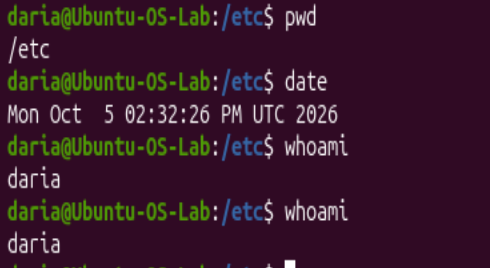 daria@Ubuntu-OS-Lab:/etc$ pwd
/etc
daria@Ubuntu-OS-Lab:/etc$ date
Mon Oct  5 02:32:26 PM UTC 2026
daria@Ubuntu-OS-Lab:/etc$ whoami
daria
daria@Ubuntu-OS-Lab:/etc$ whoami
daria